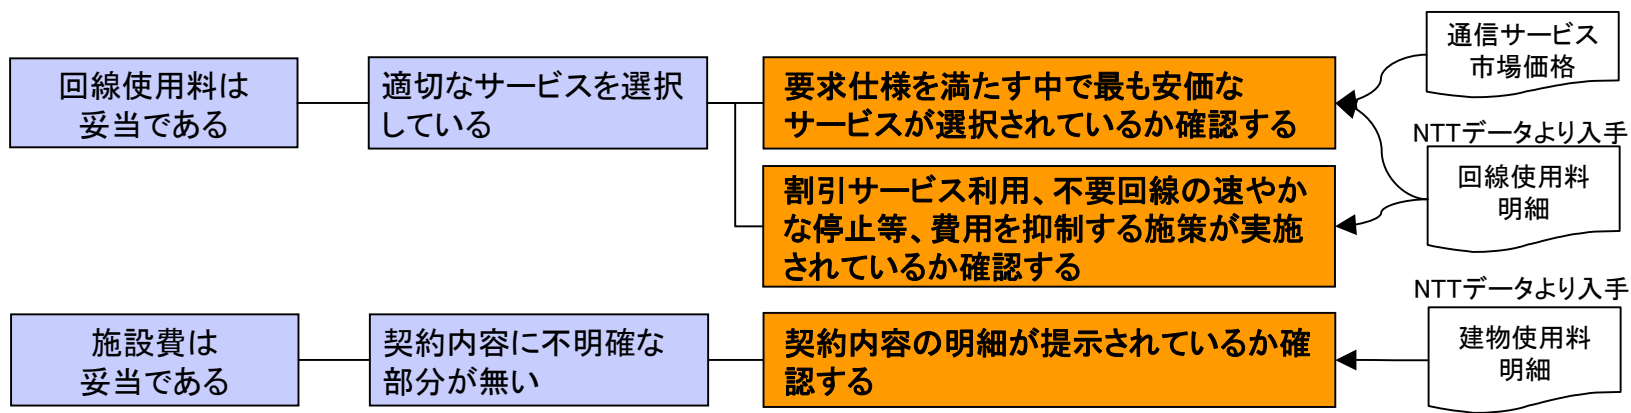 回線使用料は
妥当である
適切なサービスを選択
している
要求仕様を満たす中で最も安価な
サービスが選択されているか確認する
通信サービス
市場価格
割引サービス利用、不要回線の速やか
な停止等、費用を抑制する施策が実施
されているか確認する
NTTデータより入手
回線使用料
明細
施設費は
妥当である
契約内容に不明確な
部分が無い
契約内容の明細が提示されているか確
認する
NTTデータより入手
建物使用料
明細